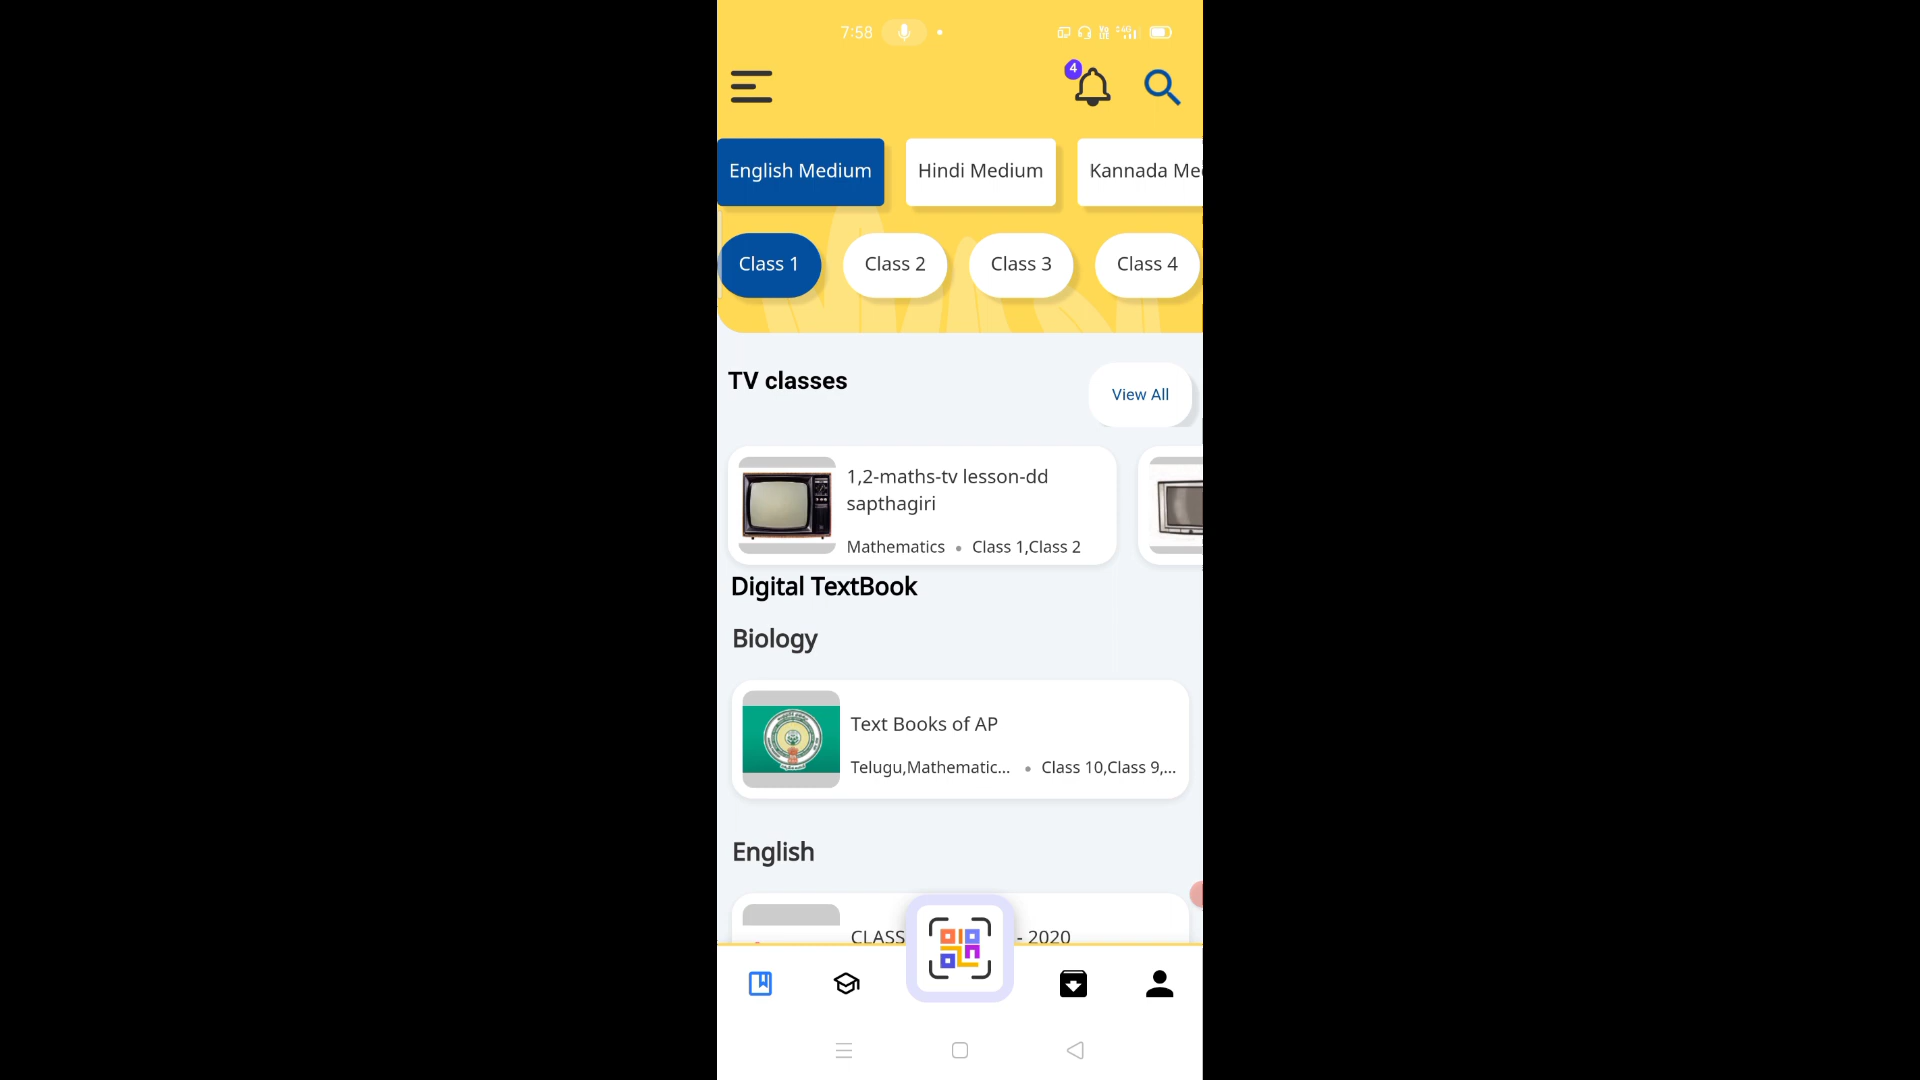 7:58
4
English Medium
Hindi Medium
Kannada Me
Class 1
Class 2
Class 3
Class 4
TV classes
View All
1,2-maths-tv lesson-dd
sapthagiri
Mathematics • Class 1,Class 2
Digital TextBook
Biology
Text Books of AP
Telugu,Mathematic... • Class 10,Class 9,...
English
CLASS - 2020